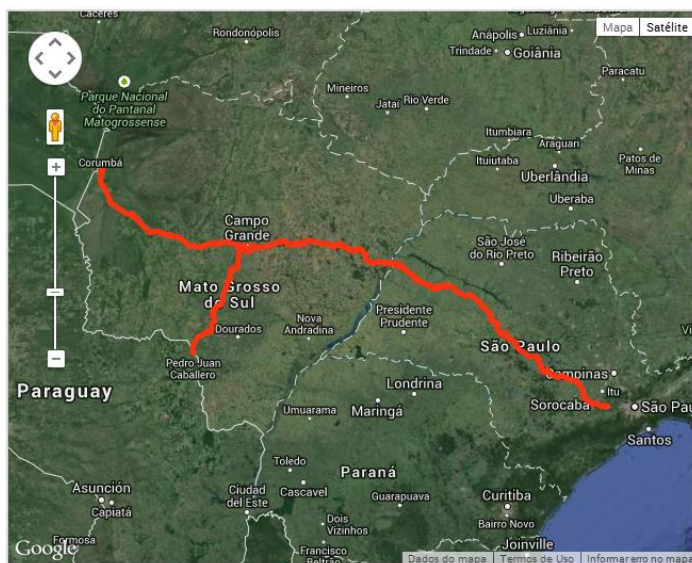 Cáceres
Rondonópolis
Anápolis
Luziânia
Mapa
Satélite
Trindade
Goiânia
Parque Nacional
do Pantanal
Matogrossense
Mineiros
Jataí
Rio Verde
Paracatu
Itumbiara
Araguari
Ituiutaba
Uberlândia
Patos de
Minas
Corumbá
Uberaba
Campo
Grande
São José
do Rio Preto
Ribeirão
Preto
Mato Grosso
do Sul
Nova
Andradina
Dourados
Presidente
Prudente
São Paulo
Pedro Juan
Caballero
Campinas
Itu
Paraguay
Londrina
Maringá
Sorocaba
São Pau
Umuarama
Santos
Toledo
Paraná
Cascavel
Asunción
Capiatá
Ciudad
del Este
Guarapuava
Curitiba
Dois
Vizinhos
Bairro Novo
Formosa
Francisco
Beltrão
Joinville
Google
Dados do mapa
Termos de Uso
Informar erro no mapa